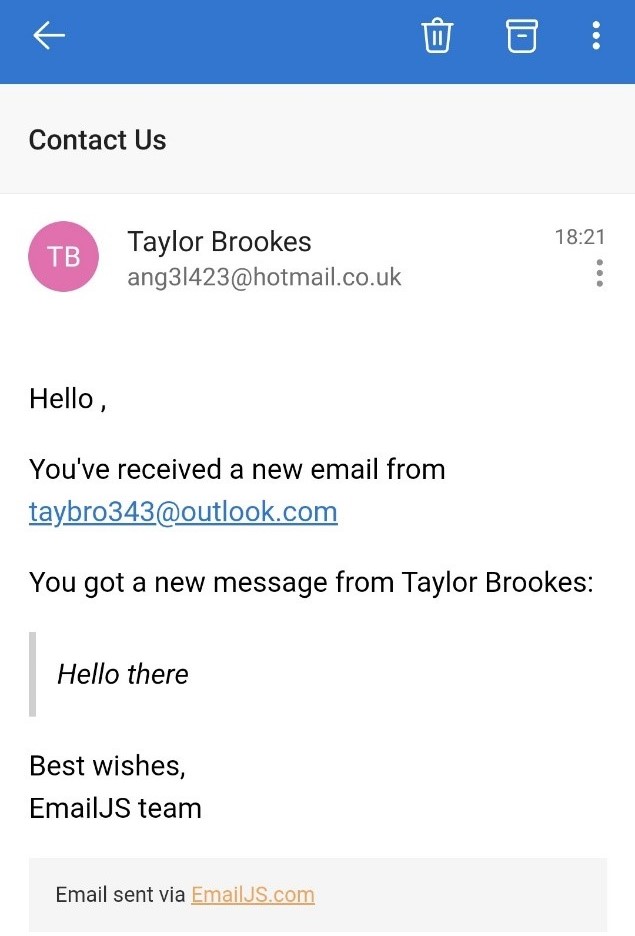 Contact Us
TB
Taylor Brookes
18:21
ang3l423@hotmail.co.uk
Hello ,
You've received a new email from
taybro343@outlook.com
You got a new message from Taylor Brookes:
Hello there
Best wishes,
EmailJS team
Email sent via EmailJS.com